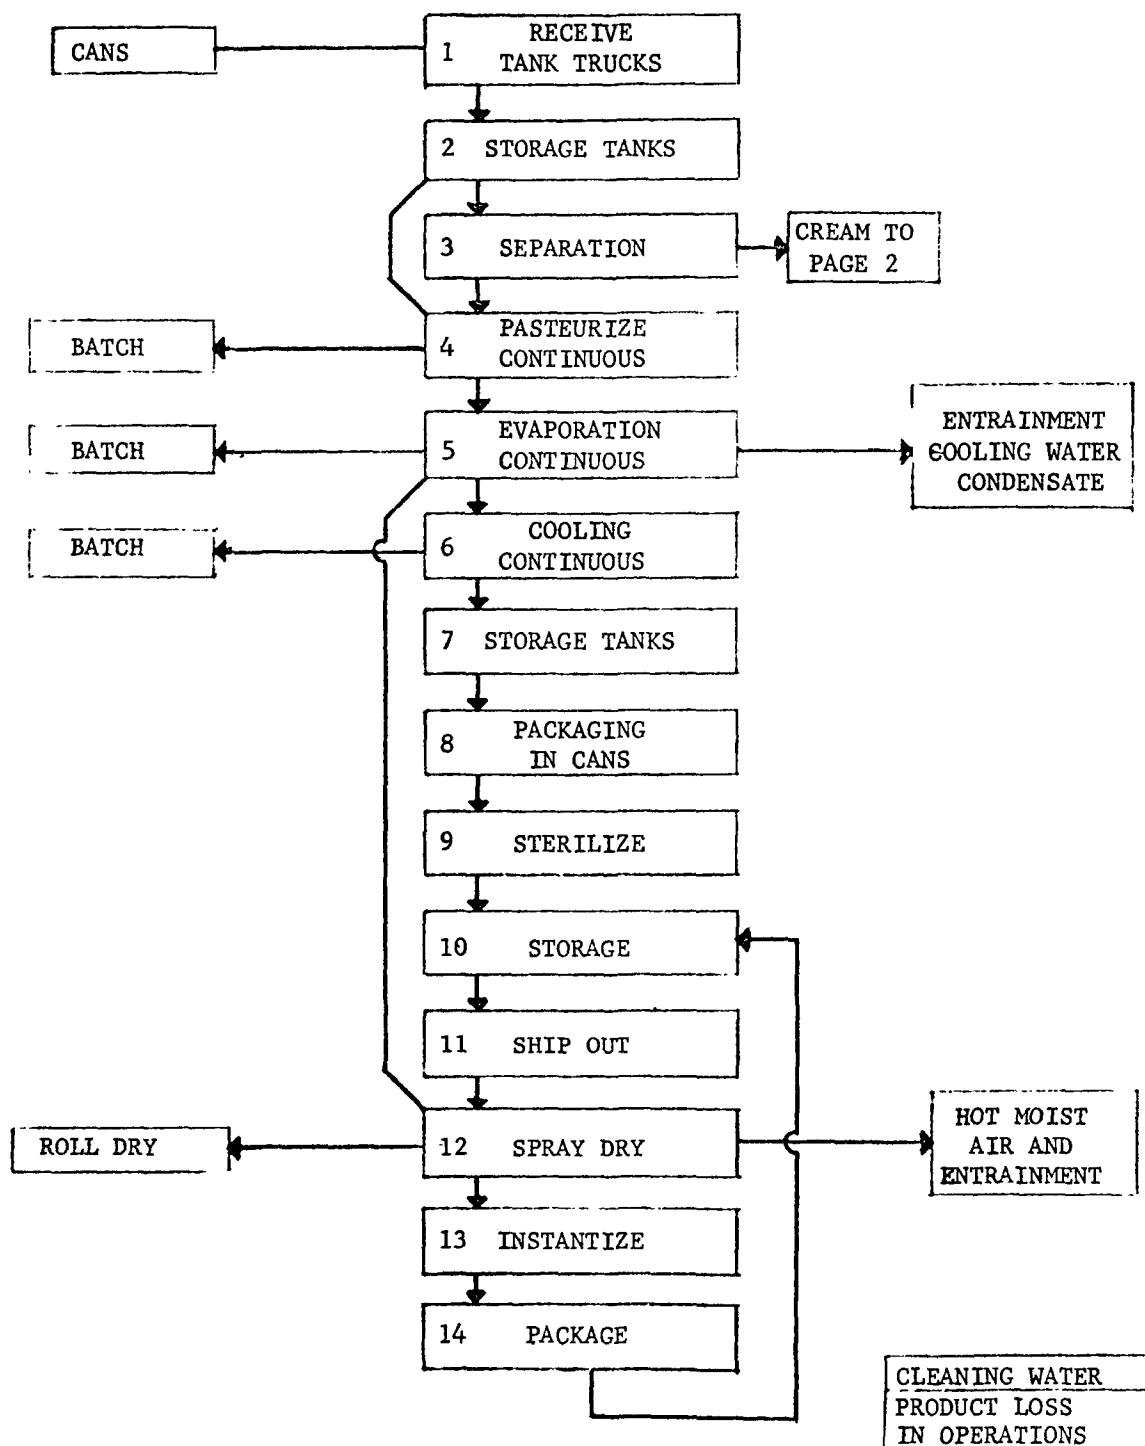 CANS
1 RECEIVE
TANK TRUCKS
2 STORAGE TANKS
3 SEPARATION
CREAM TO
PAGE 2
BATCH
4 PASTEURIZE
CONTINUOUS
BATCH
5 EVAPORATION
CONTINUOUS
ENTRAINMENT
COOLING WATER
CONDENSATE
BATCH
6 COOLING
CONTINUOUS
7 STORAGE TANKS
8 PACKAGING
IN CANS
9 STERILIZE
10 STORAGE
11 SHIP OUT
ROLL DRY
12 SPRAY DRY
HOT MOIST
AIR AND
ENTRAINMENT
13 INSTANTIZE
14 PACKAGE
CLEANING WATER
PRODUCT LOSS
IN OPERATIONS